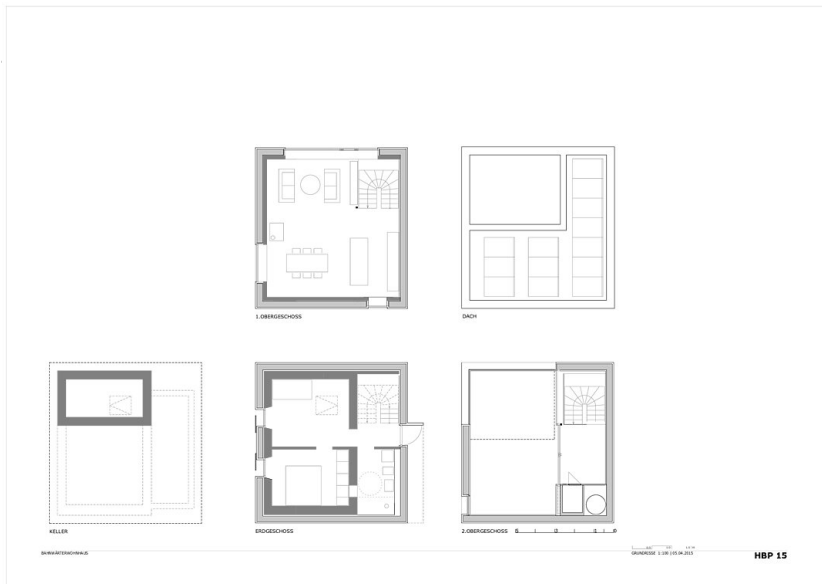 1.OBERGESCHOSS
DACH
KELLER
ERDGESCHOSS
2.OBERGESCHOSS
BAHNWÄRTERWOHNHAUS
GRUNDRISSE 1:100 | 05.04.2015
HBP 15